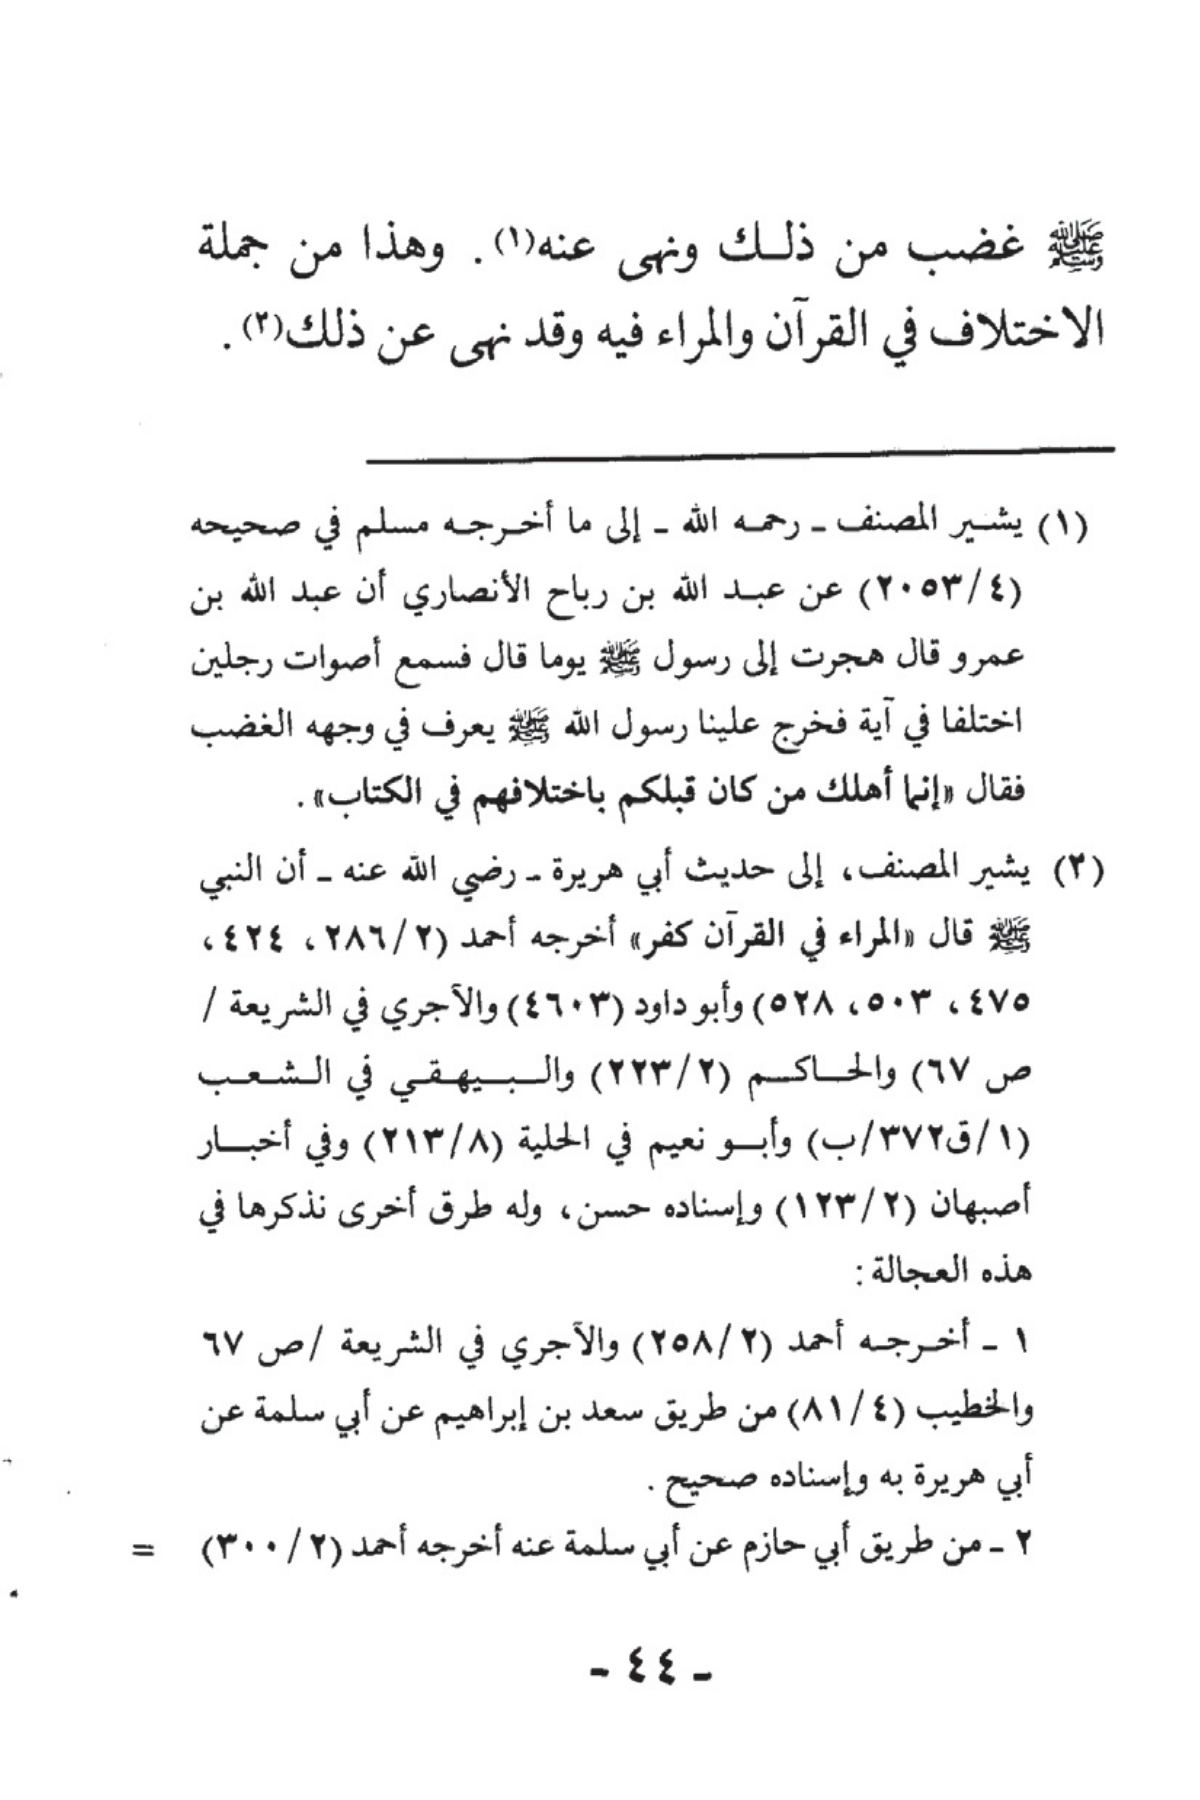 ﷺ غضب من ذلك ونهى عنه(١). وهذا من جملة
الاختلاف في القرآن والمراء فيه وقد نهى عن ذلك(٢).
(١) يشير المصنف ـ رحمه الله ـ إلى ما أخرجه مسلم في صحيحه
(٢٠٥٣/٤) عن عبد الله بن رباح الأنصاري أن عبد الله بن
عمرو قال هجرت إلى رسول ﷺ يوما قال فسمع أصوات رجلين
اختلفا في آية فخرج علينا رسول الله ﷺ يعرف في وجهه الغضب
فقال «إنما أهلك من كان قبلكم باختلافهم في الكتاب».
(٢) يشير المصنف، إلى حديث أبي هريرة ـ رضي الله عنه ـ أن النبي
ﷺ قال «المراء في القرآن كفر» أخرجه أحمد (٢٨٦/٢، ٤٢٤،
٤٧٥، ٥٠٣، ٥٢٨) وأبو داود (٤٦٠٣) والآجري في الشريعة /
ص ٦٧) والحاكم (٢٢٣/٢) والبيهقي في الشعب
(١/ق٣٧٢/ب) وأبو نعيم في الحلية (٢١٣/٨) وفي أخبار
أصبهان (١٢٣/٢) وإسناده حسن، وله طرق أخرى نذكرها في
هذه العجالة:
١ ـ أخرجه أحمد (٢٥٨/٢) والآجري في الشريعة /ص ٦٧
والخطيب (٨١/٤) من طريق سعد بن إبراهيم عن أبي سلمة عن
أبي هريرة به وإسناده صحيح.
٢ ـ من طريق أبي حازم عن أبي سلمة عنه أخرجه أحمد (٣٠٠/٢) =
ـ ٤٤ ـ